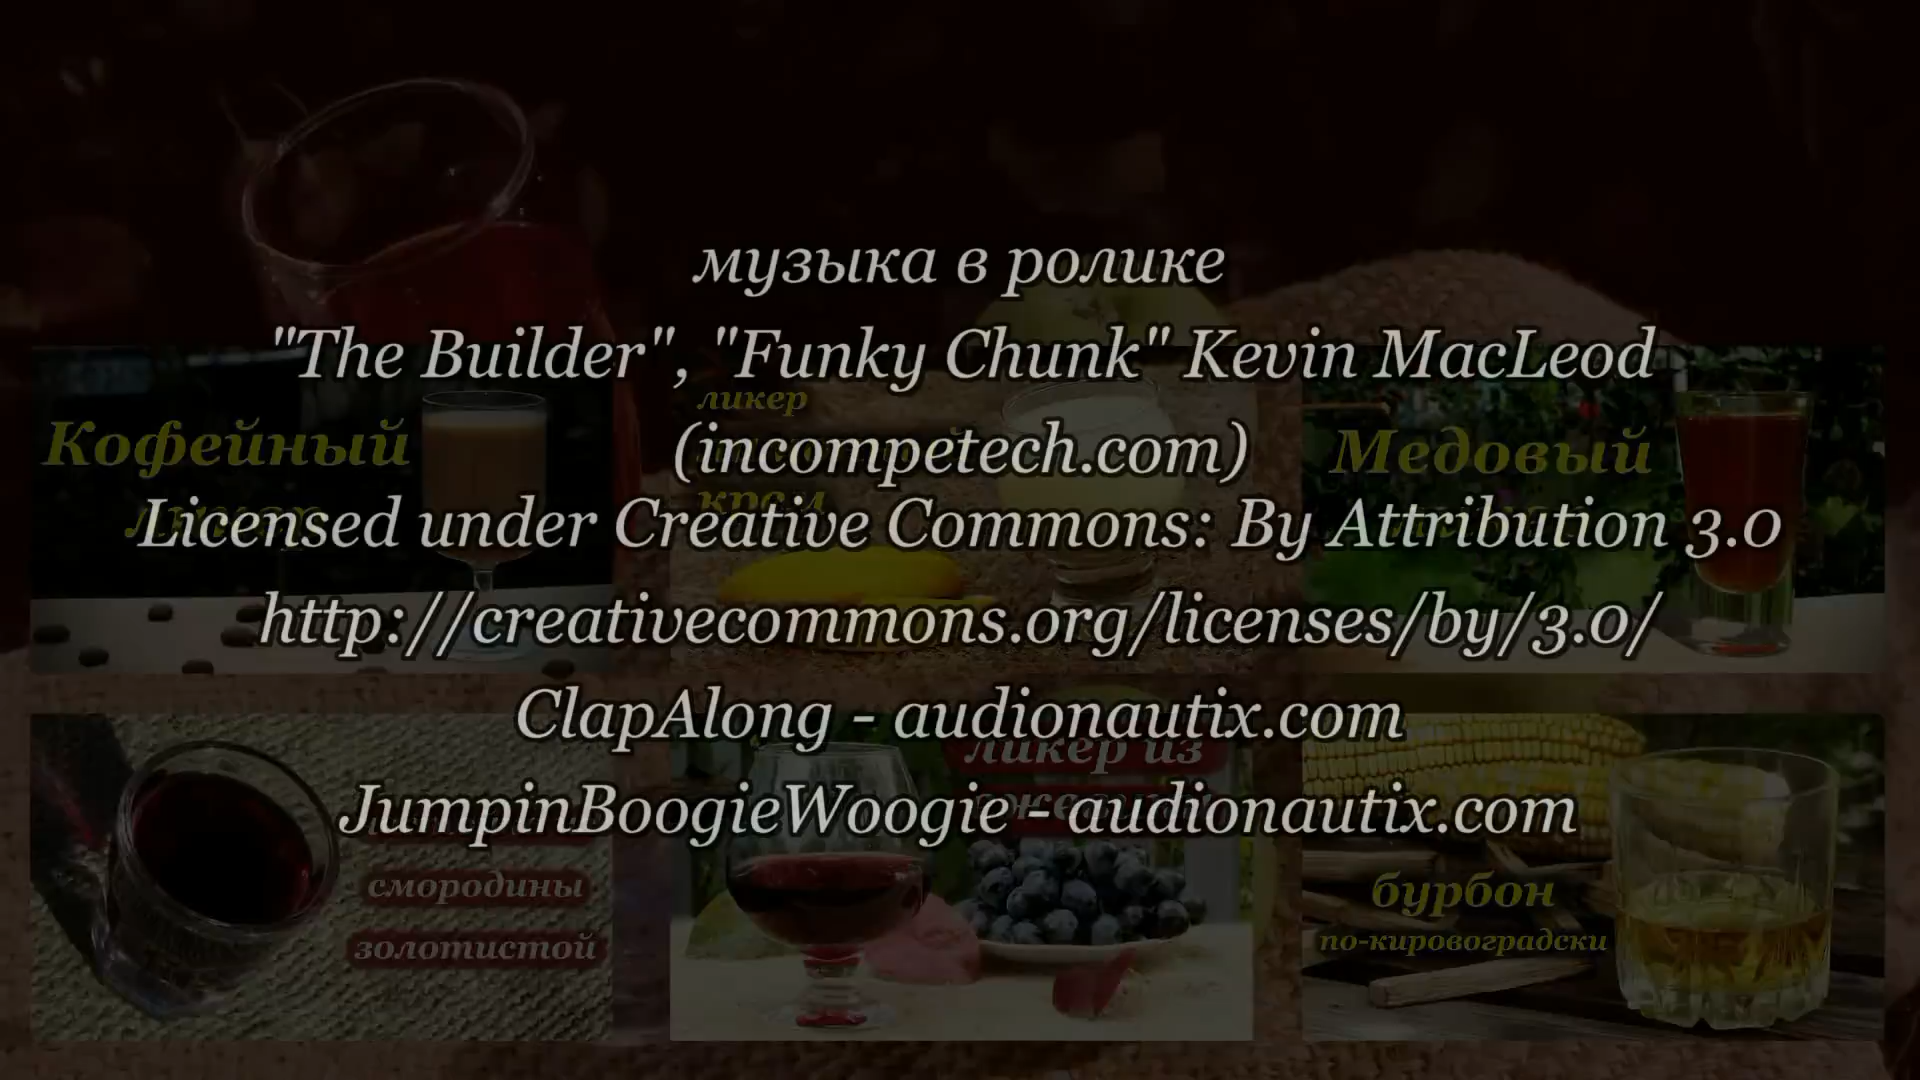 музыка в ролике
"The Builder", "Funky Chunk" Kevin MacLeod
(incompetech.com)
Licensed under Creative Commons: By Attribution 3.0
http://creativecommons.org/licenses/by/3.0/
ClapAlong - audionautix.com
JumpinBoogieWoogie - audionautix.com
Кофейный
ликер
крем
Медовый
смородины
золотистой
ликер из
бурбон
по-кировоградски